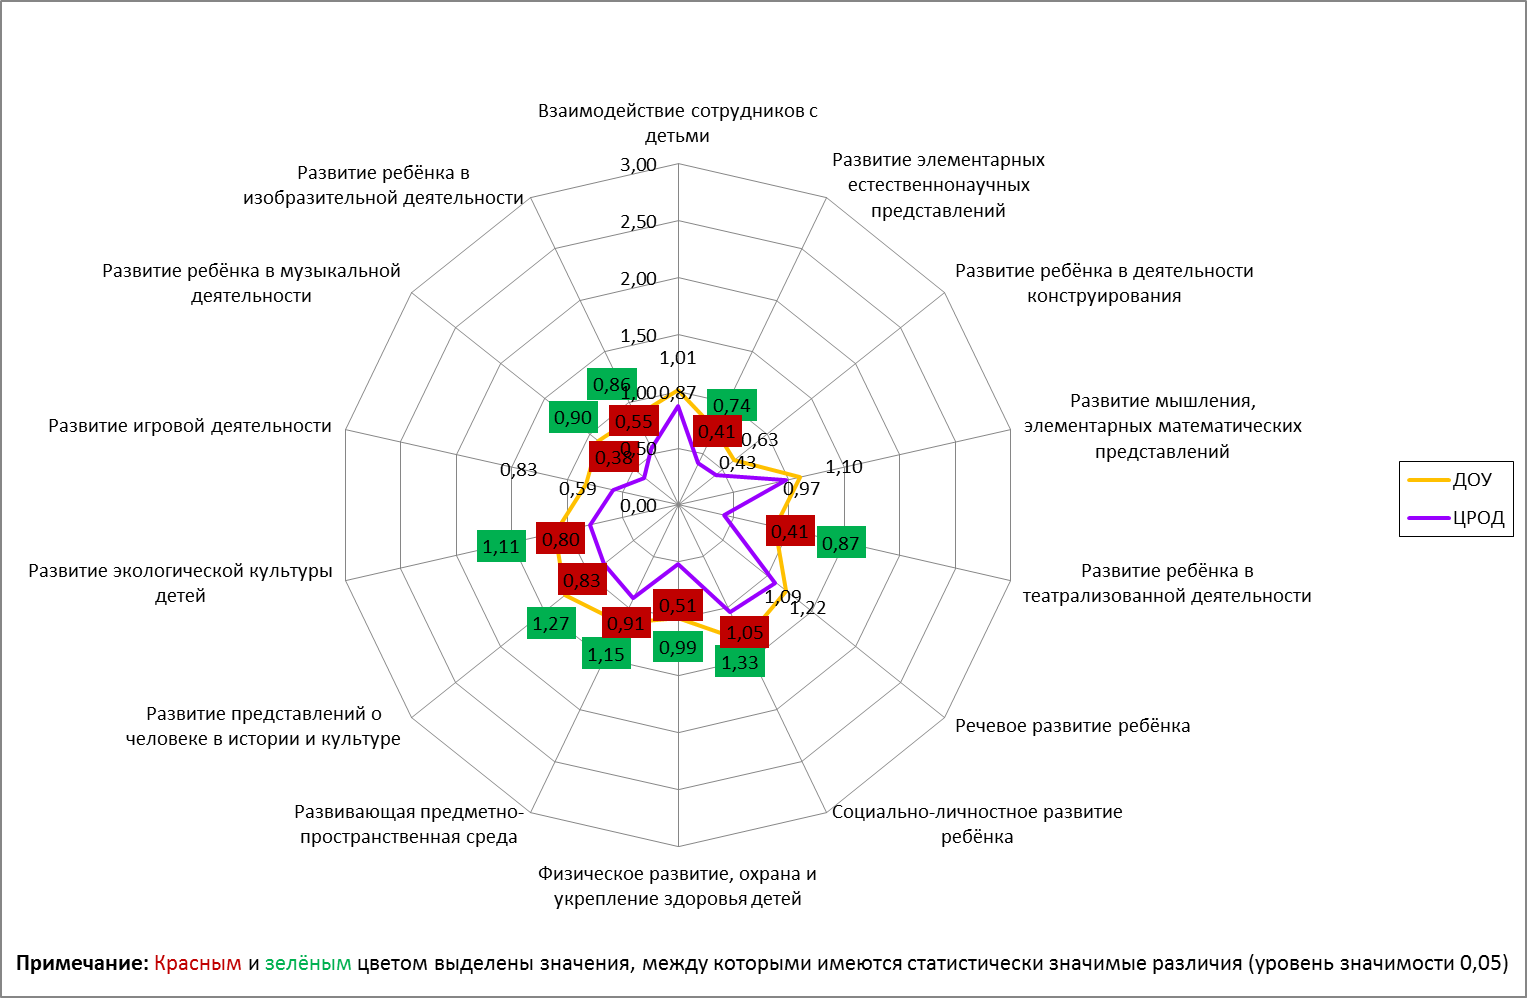 Взаимодействие сотрудников с
детьми
Развитие элементарных
естественнонаучных
представлений
Развитие ребёнка в деятельности
конструирования
Развитие мышления,
элементарных математических
представлений
Развитие ребёнка в
театрализованной деятельности
Речевое развитие ребёнка
Социально-личностное развитие
ребёнка
Физическое развитие, охрана и
укрепление здоровья детей
Развивающая предметно-
пространственная среда
Развитие представлений о
человеке в истории и культуре
Развитие экологической культуры
детей
Развитие игровой деятельности
Развитие ребёнка в музыкальной
деятельности
Развитие ребёнка в
изобразительной деятельности
3,00
2,50
2,00
1,50
1,00
0,50
0,00
1,01
0,87
0,74
0,41
0,63
0,43
1,10
0,97
0,87
0,41
1,22
1,09
1,33
1,05
0,99
0,51
1,15
0,91
1,27
0,83
1,11
0,80
0,83
0,59
0,90
0,38
0,86
0,55
ДОУ
ЦРОД
Примечание: Красным и зелёным цветом выделены значения, между которыми имеются статистически значимые различия (уровень значимости 0,05)